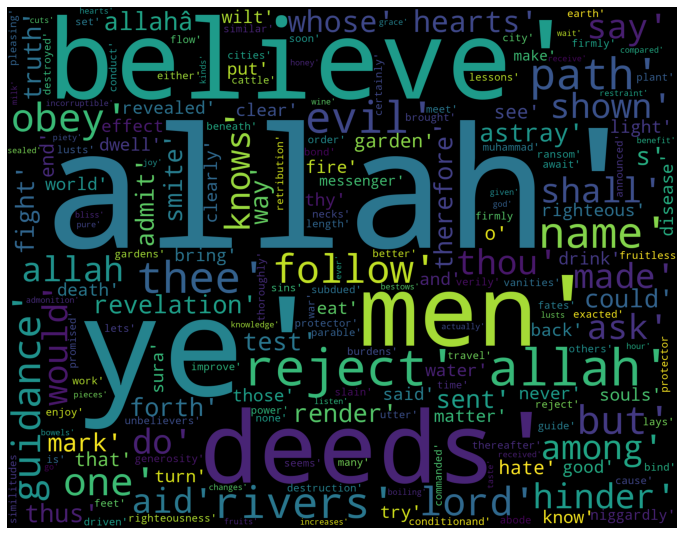 pleasing' set' allahâ' wilt' whose' hearts' say'
cuts' hearts' grace' earth' wait' firmly' compared'
destroyed' truth' believe' soon' flow' city' put' cattle' path'
conduct' either' kinds' honey' cities' make' lessons' receive' plant'
milk' incorruptible' revealed' clear' evil' certainly' see' shown'
obey' effect' wine' restraint'
sealed' lusts' piety' dwell' knows' beneath' order' brought' meet' astray' light' benefit'
end' joy' bond' garden' muhammad' ransom' await' announced'
world' admit' smite' clearly' way' retribution' fire' messenger' therefore' shall' s' disease'
fight' allah' thy' given' god' righteous'
bliss' pure' necks' length' firmly' o' name'
gardens' bring' thee' follow' better' and' verily' thou' drink' made' fruitless'
allah' death' thoroughly' sins' ever' subdued' bestows' vanities' fates' lusts' exacted'
admonition' revelation' war' eat' protector' parable' could'
guidance' promised' lets' ye' knowledge' test' men' back' ask' others' hour'
would' sura' improve' actually' travel' reject' allah' protector'
work' those' burdens' water' time' said' sent' never' souls'
enjoy' pieces' forth' listen' slain' power' utter' none' render' matter' reject' lays'
unbelievers' do' but'
mark' that' generosity' deeds' thereafter' received' guide' among'
bowels' is' one' turn' seems' many' commanded' hate' good' bind'
similitudes' feet' changes' destruction' boiling' taste' cause'
thus' driven' righteousness' aid' rivers' lord' try' hinder' know' niggardly'
fruits' increases' conditionand' abode'